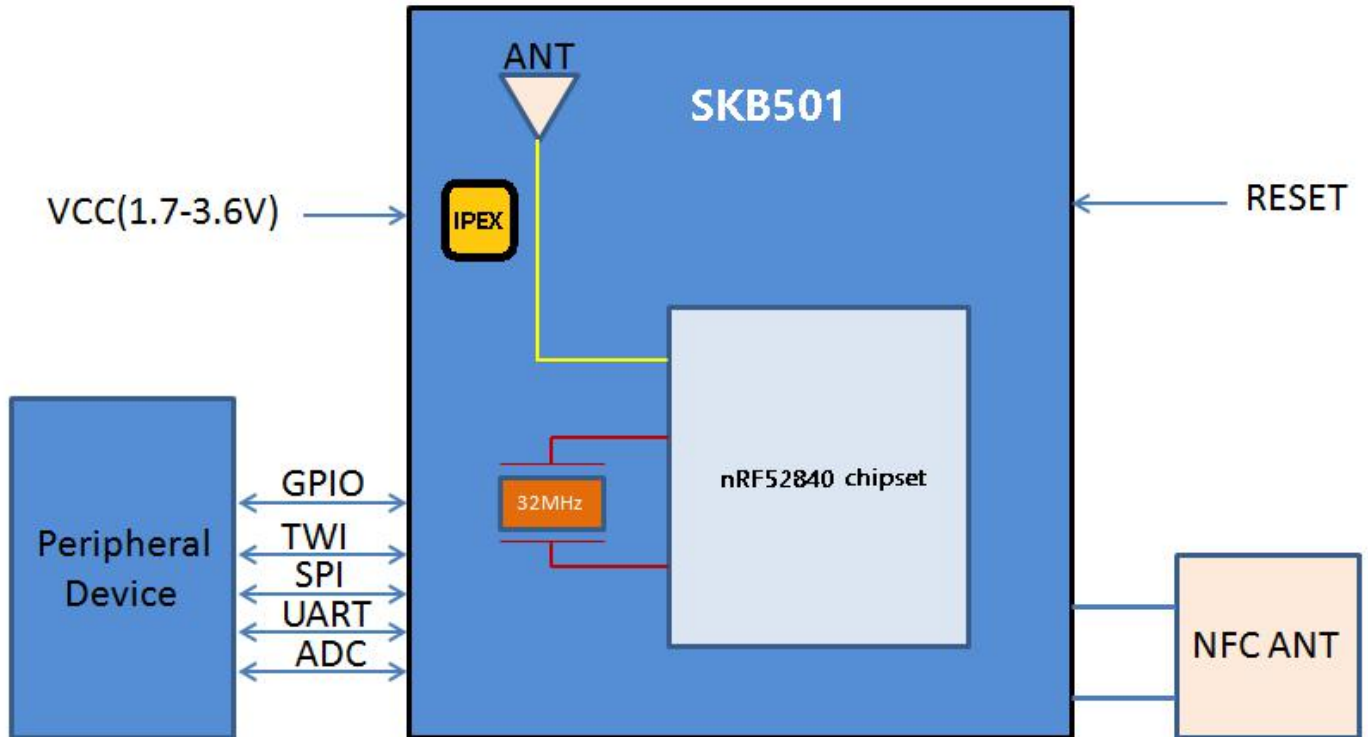 ANT
SKB501
VCC(1.7-3.6V)
IPEX
RESET
nRF52840 chipset
32MHz
GPIO
TWI
SPI
UART
ADC
Peripheral
Device
NFC ANT